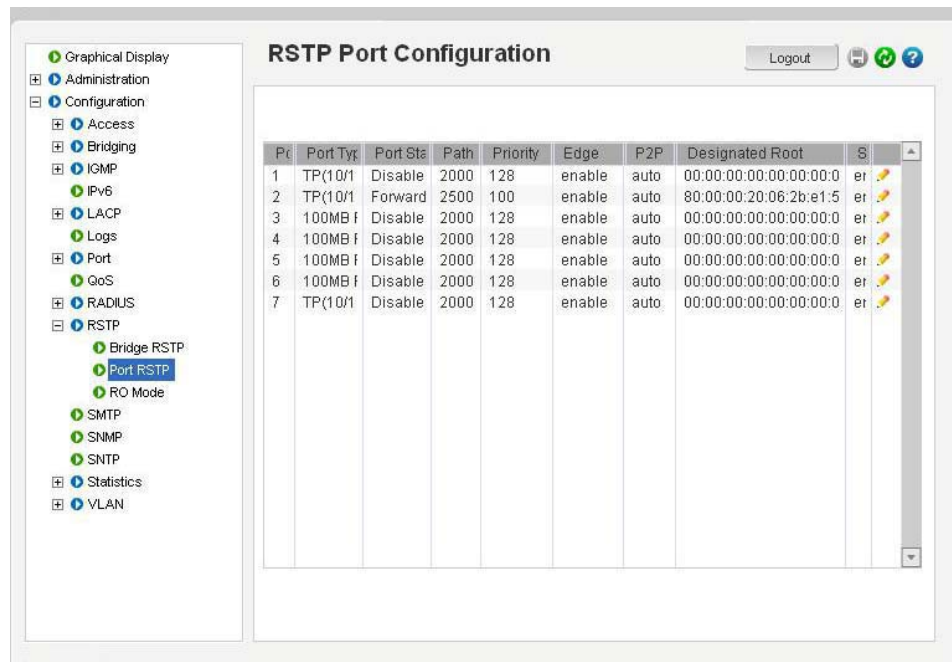 RSTP Port Configuration
Logout
Graphical Display
Administration
Configuration
Access
Bridging
IGMP
IPv6
LACP
Logs
Port
QoS
RADIUS
RSTP
Bridge RSTP
Port RSTP
RO Mode
SMTP
SNMP
SNTP
Statistics
VLAN
Po Port Typ Port Sta Path Priority Edge P2P Designated Root S
1 TP(10/1 Disable 2000 128 enable auto 00:00:00:00:00:00:00:0 er
2 TP(10/1 Forward 2500 100 enable auto 80:00:00:20:06:2b:e1:5 er
3 100MB F Disable 2000 128 enable auto 00:00:00:00:00:00:00:0 er
4 100MB F Disable 2000 128 enable auto 00:00:00:00:00:00:00:0 er
5 100MB F Disable 2000 128 enable auto 00:00:00:00:00:00:00:0 er
6 100MB F Disable 2000 128 enable auto 00:00:00:00:00:00:00:0 er
7 TP(10/1 Disable 2000 128 enable auto 00:00:00:00:00:00:00:0 er